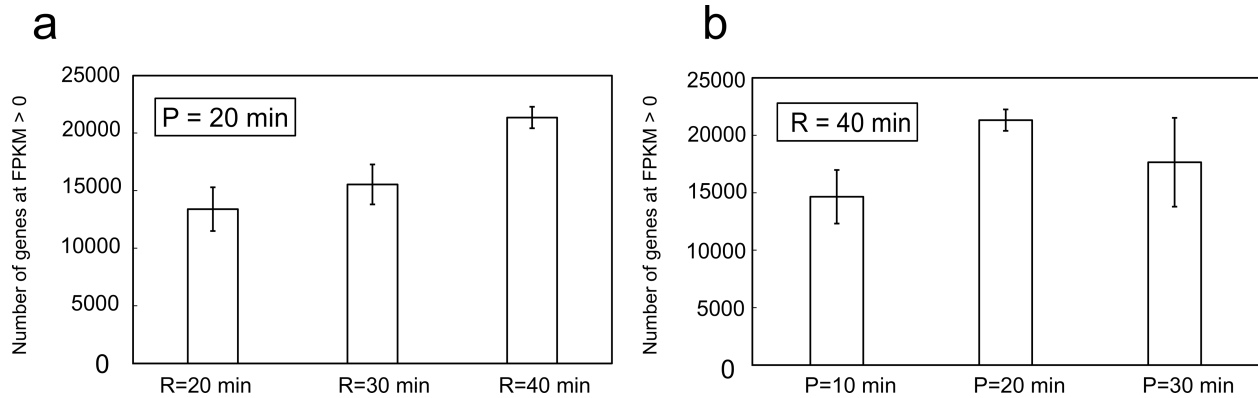 a
Number of genes at FPKM > 0
25000
20000
15000
10000
5000
0
P = 20 min
R=20 min
R=30 min
R=40 min
b
Number of genes at FPKM > 0
25000
20000
15000
10000
5000
0
R = 40 min
P=10 min
P=20 min
P=30 min